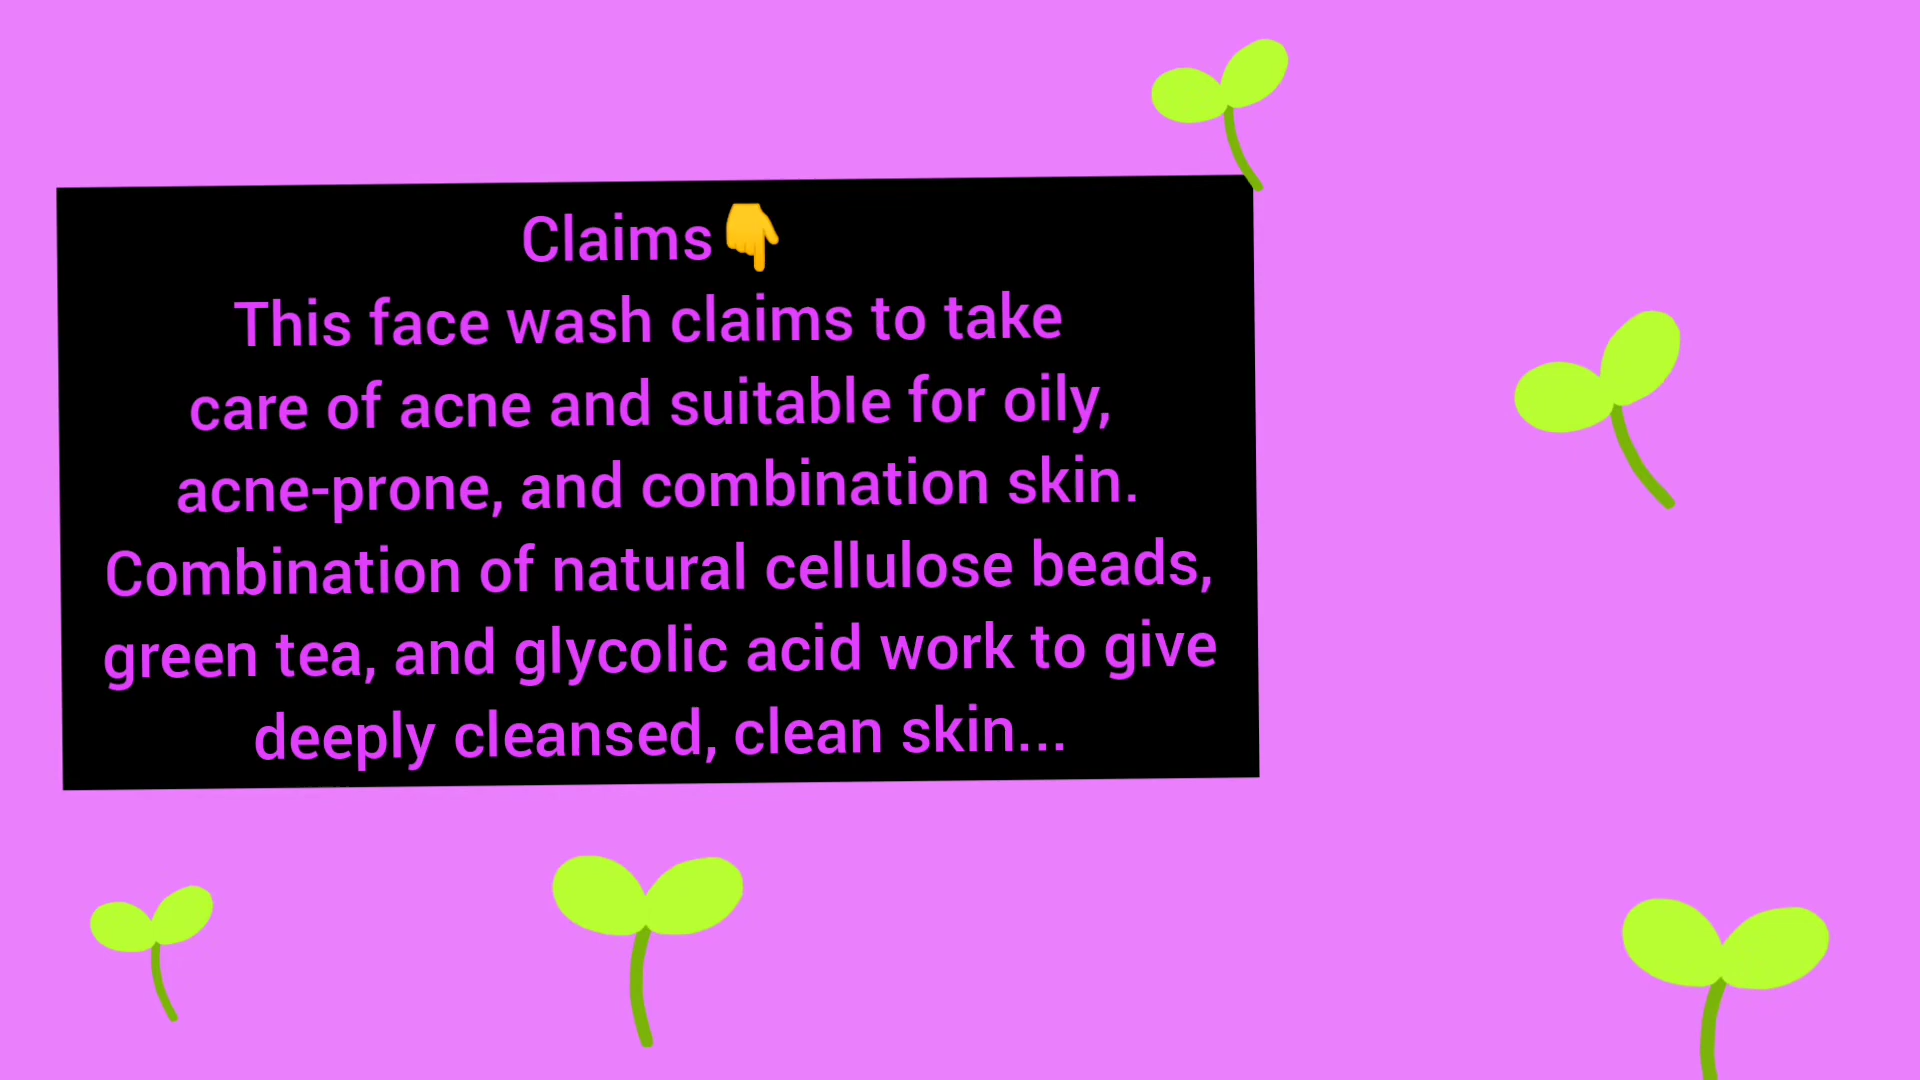 Claims👇
This face wash claims to take
care of acne and suitable for oily,
acne-prone, and combination skin.
Combination of natural cellulose beads,
green tea, and glycolic acid work to give
deeply cleansed, clean skin...